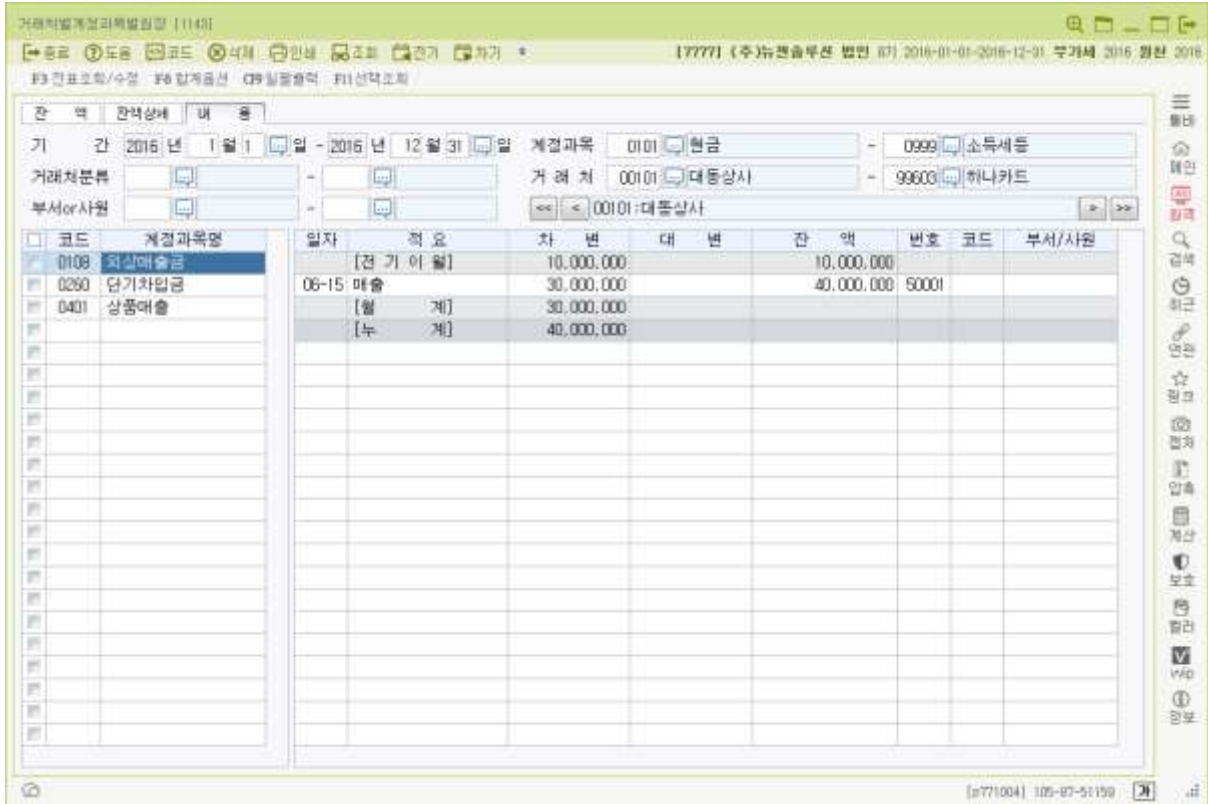 거래처별계정과목별원장 [1143]
종료 도움 코드 삭제 인쇄 조회 [7777] (주)뉴젠솔루션 법인 8기 2016-01-01-2016-12-31 부가세 2016 원천 2016
F3 전표조회/수정 F6 합계옵션 CF9 일괄출력 F11 선택조회
잔 액 잔액상세 내 용
기 간 2016 년 1 월 1 일 - 2016 년 12 월 31 일 계정과목 0101 현금 - 0999 소득세등
거래처분류 - 거 래 처 00101 대동상사 - 99603 하나카드
부서or사원 - << < 00101:대동상사 > >>
코드 계정과목명 일자 적 요 차 변 대 변 잔 액 번호 코드 부서/사원
0108 외상매출금 [전 기 이 월] 10,000,000 10,000,000
0260 단기차입금 06-15 매출 30,000,000 40,000,000 50001
0401 상품매출 [월 계] 30,000,000
[누 계] 40,000,000
툴바
메인
원격
검색
최근
연관
링크
압축
계산
보호
컬러
정보
[p771004] 105-87-51159 가